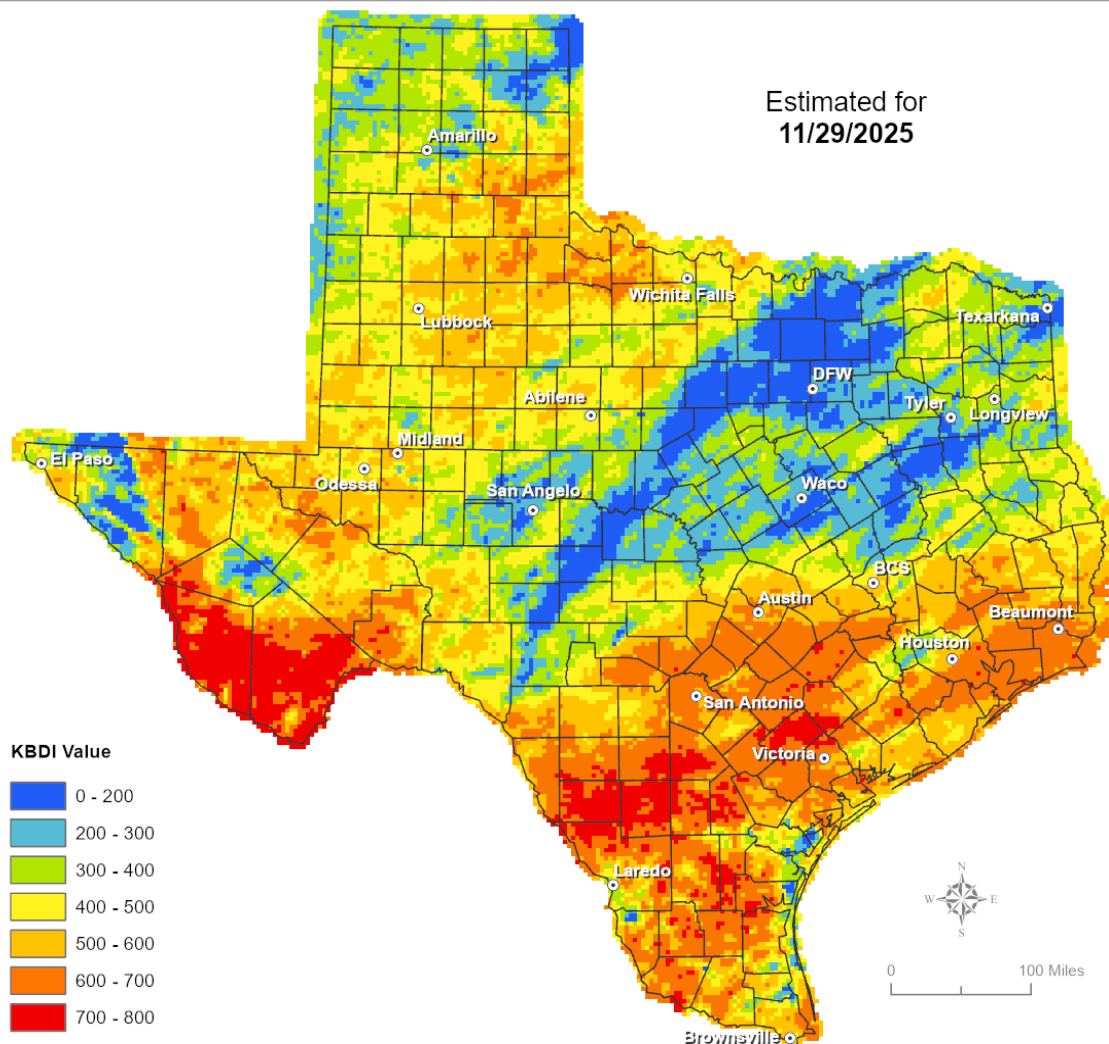 Estimated for
11/29/2025
Amarillo
Wichita Falls
Lubbock
Texarkana
DFW
Abilene
Tyler
Longview
Midland
El Paso
Odessa
San Angelo
Waco
BCS
Austin
Beaumont
Houston
San Antonio
Victoria
Laredo
Brownsville
KBDI Value
0 - 200
200 - 300
300 - 400
400 - 500
500 - 600
600 - 700
700 - 800
N
W E
S
0 100 Miles